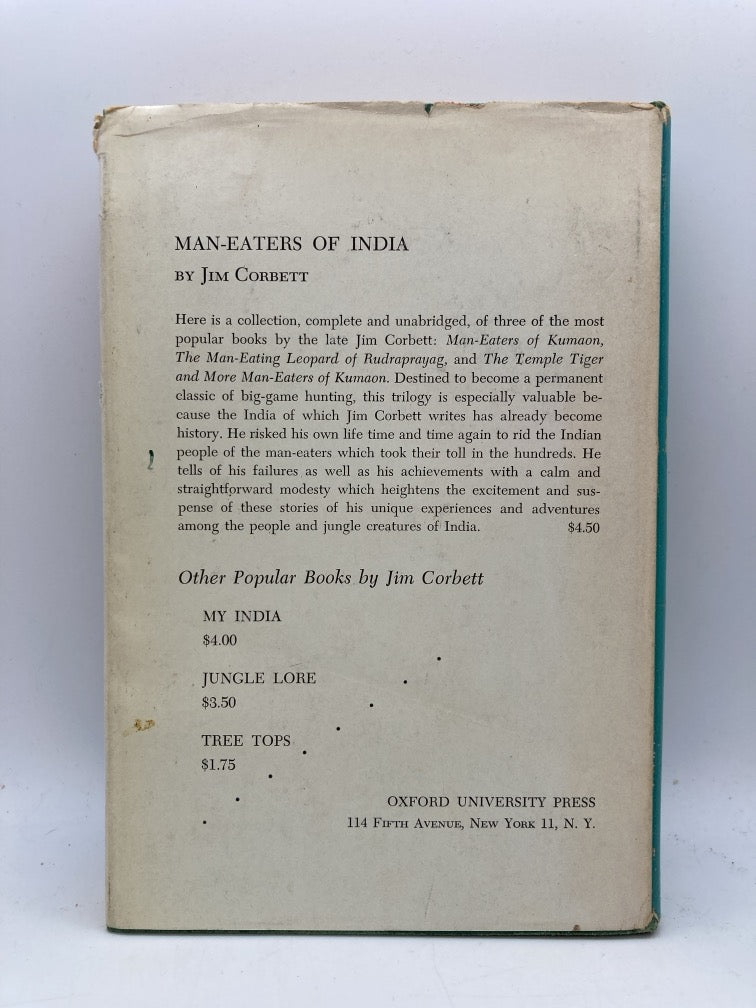 MAN-EATERS OF INDIA
BY JIM CORBETT
Here is a collection, complete and unabridged, of three of the most
popular books by the late Jim Corbett: Man-Eaters of Kumaon,
The Man-Eating Leopard of Rudraprayag, and The Temple Tiger
and More Man-Eaters of Kumaon. Destined to become a permanent
classic of big-game hunting, this trilogy is especially valuable be-
cause the India of which Jim Corbett writes has already become
history. He risked his own life time and time again to rid the Indian
people of the man-eaters which took their toll in the hundreds. He
tells of his failures as well as his achievements with a calm and
straightforward modesty which heightens the excitement and sus-
pense of these stories of his unique experiences and adventures
among the people and jungle creatures of India. $4.50
Other Popular Books by Jim Corbett
MY INDIA
$4.00
JUNGLE LORE
$3.50
TREE TOPS
$1.75
OXFORD UNIVERSITY PRESS
114 FIFTH AVENUE, NEW YORK 11, N. Y.